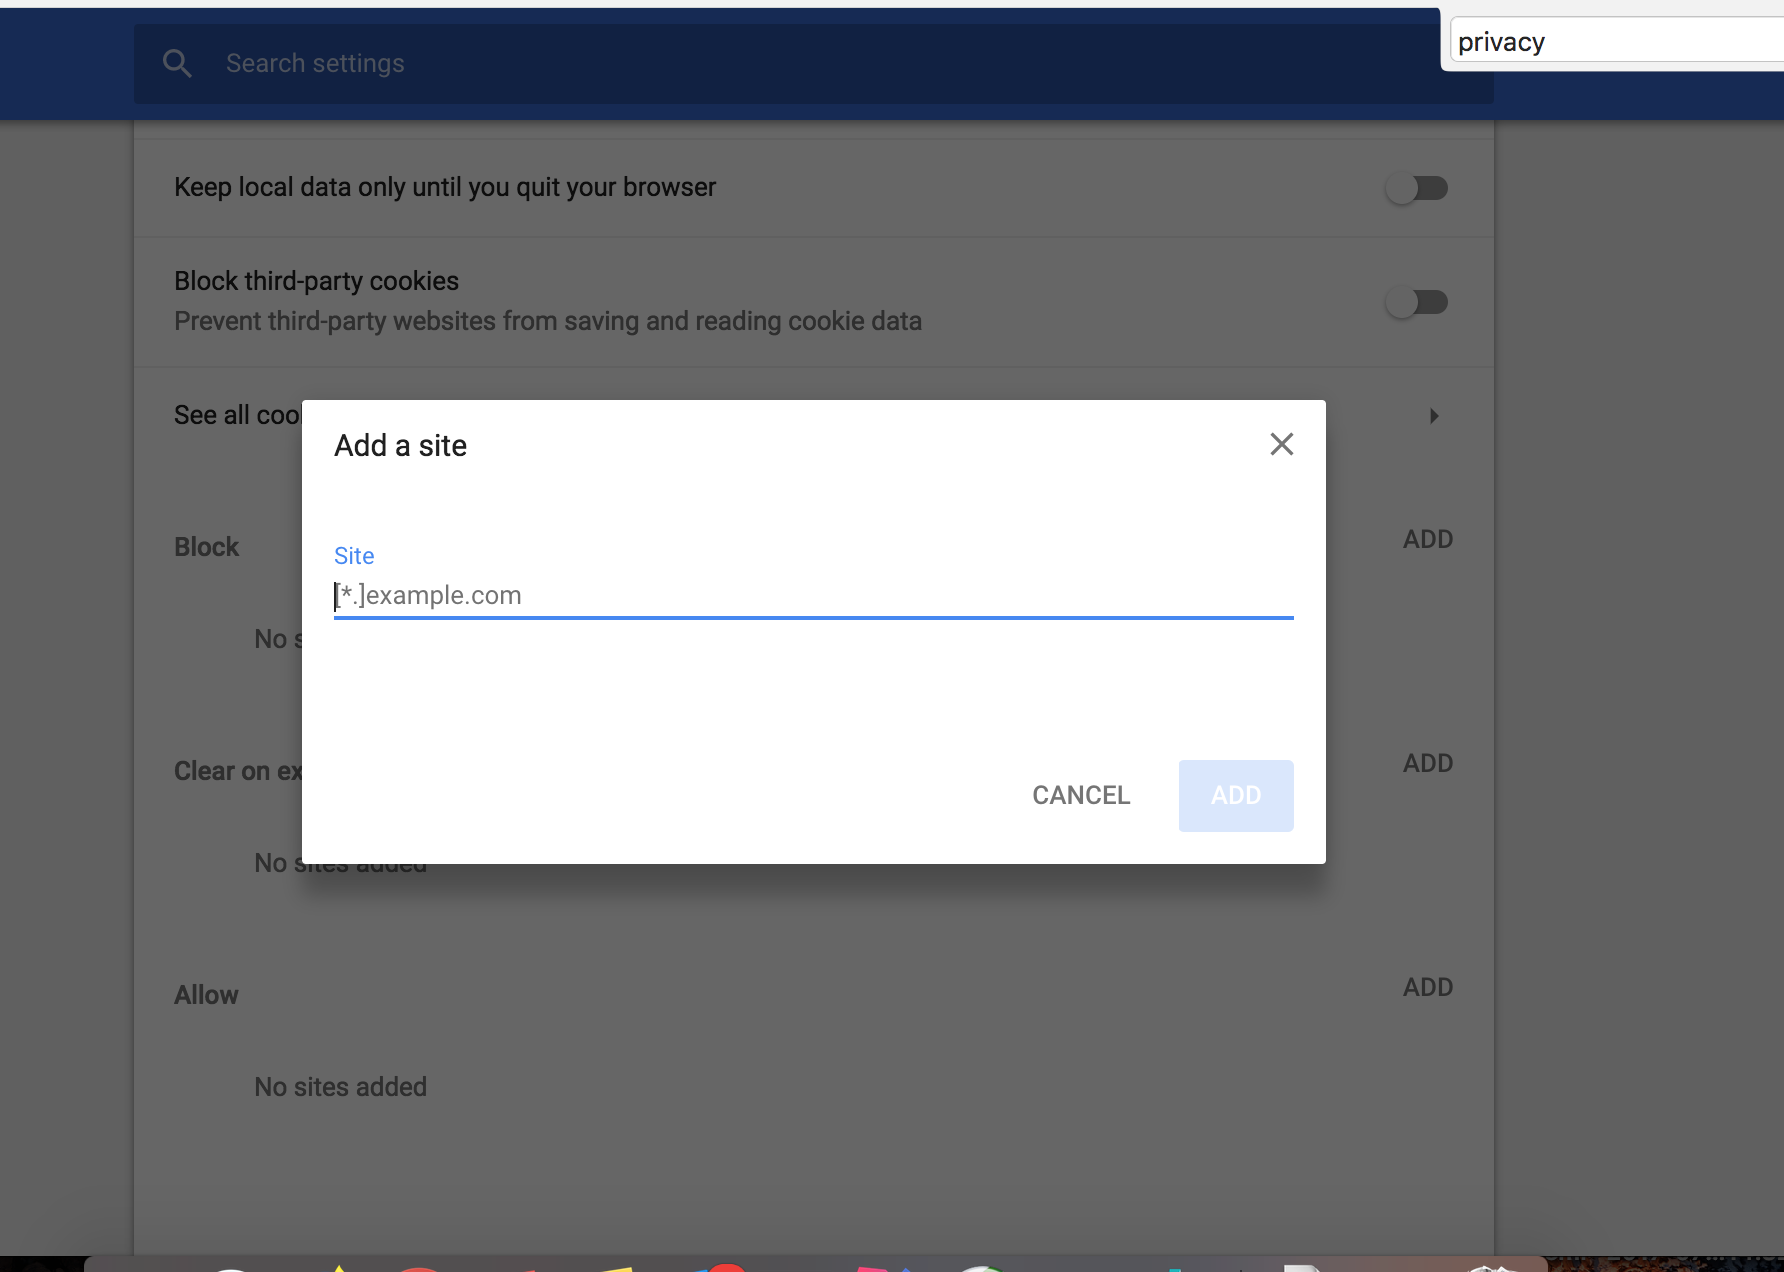 privacy
Search settings
Keep local data only until you quit your browser
Block third-party cookies
Prevent third-party websites from saving and reading cookie data
See all
Add a site
Block
ADD
Site
[*.]example.com
No
Clear on
ADD
CANCEL
ADD
No sites added
Allow
ADD
No sites added